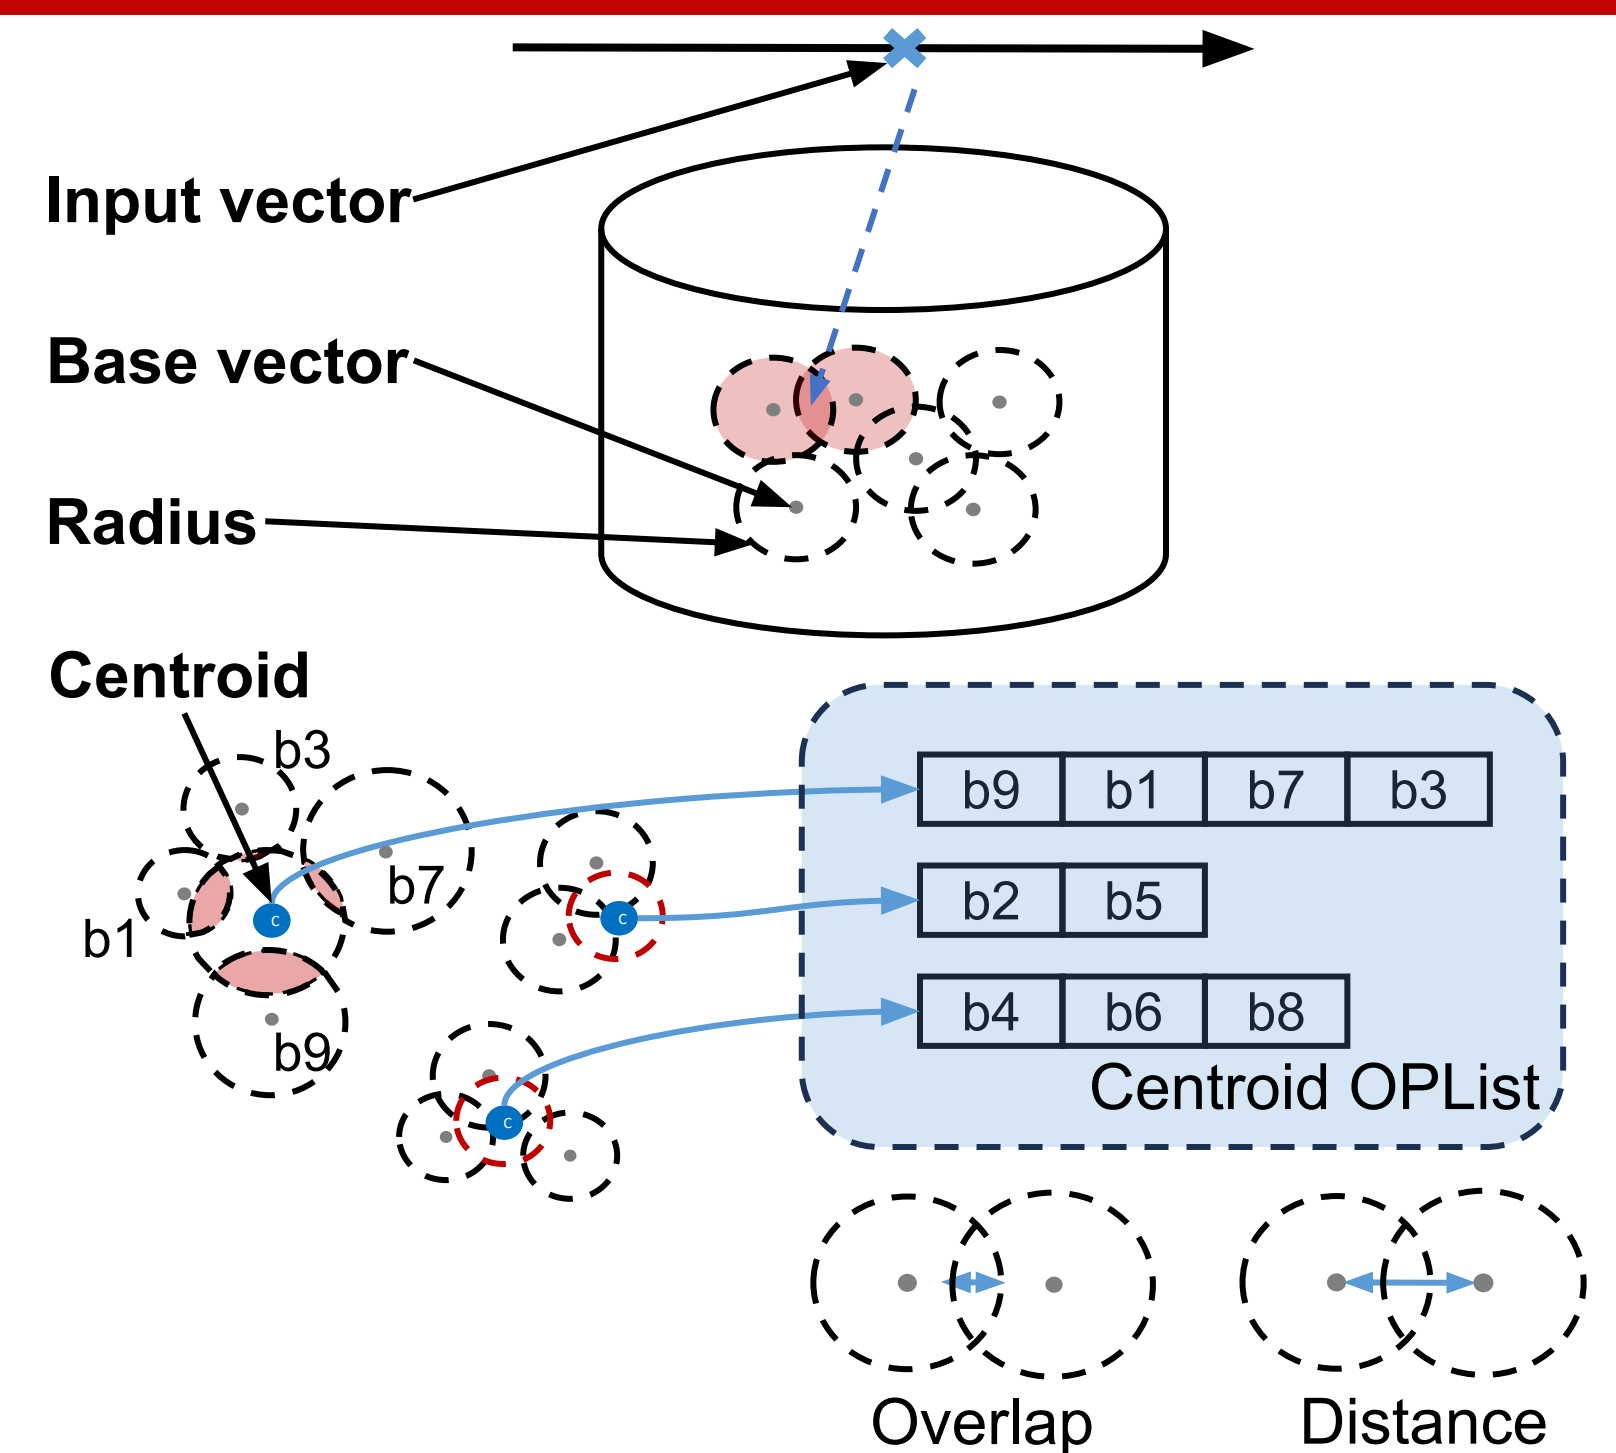 Input vector
Base vector
Radius
Centroid
b3
b7
b1
b9
C
C
C
b9 b1 b7 b3
b2 b5
b4 b6 b8
Centroid OPList
Overlap
Distance